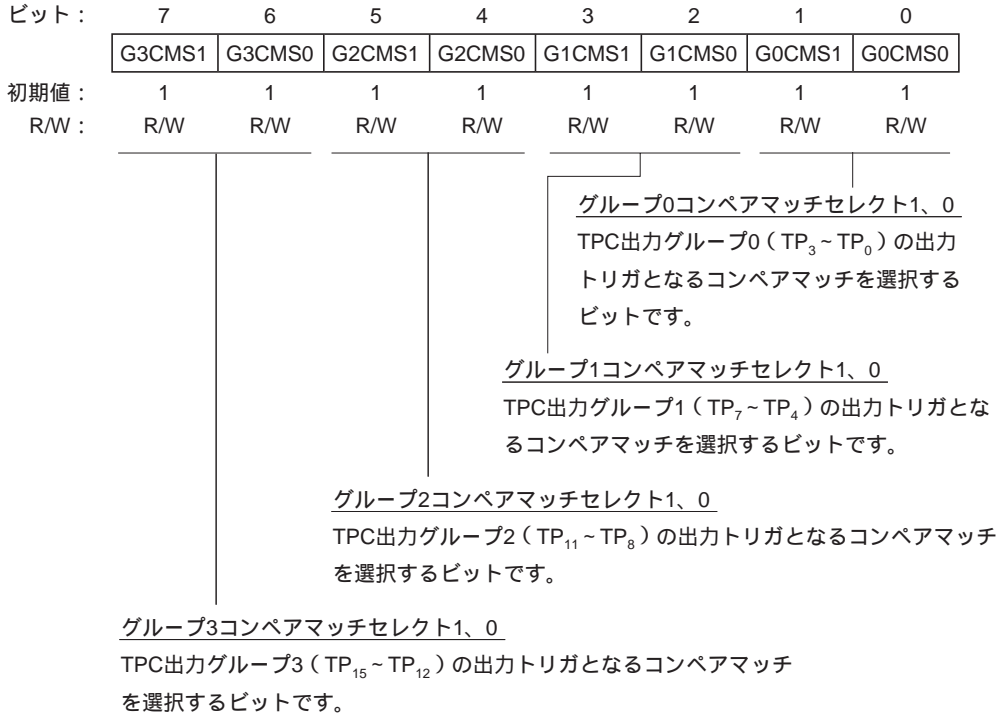 ビット： 7 6 5 4 3 2 1 0
G3CMS1 G3CMS0 G2CMS1 G2CMS0 G1CMS1 G1CMS0 G0CMS1 G0CMS0
初期値： 1 1 1 1 1 1 1 1
R/W： R/W R/W R/W R/W R/W R/W R/W R/W
グループ0コンペアマッチセレクト1、0
TPC出力グループ0（TP₃~TP₀）の出力
トリガとなるコンペアマッチを選択する
ビットです。
グループ1コンペアマッチセレクト1、0
TPC出力グループ1（TP₇~TP₄）の出力トリガとな
るコンペアマッチを選択するビットです。
グループ2コンペアマッチセレクト1、0
TPC出力グループ2（TP₁₁~TP₈）の出力トリガとなるコンペアマッチ
を選択するビットです。
グループ3コンペアマッチセレクト1、0
TPC出力グループ3（TP₁₅~TP₁₂）の出力トリガとなるコンペアマッチ
を選択するビットです。